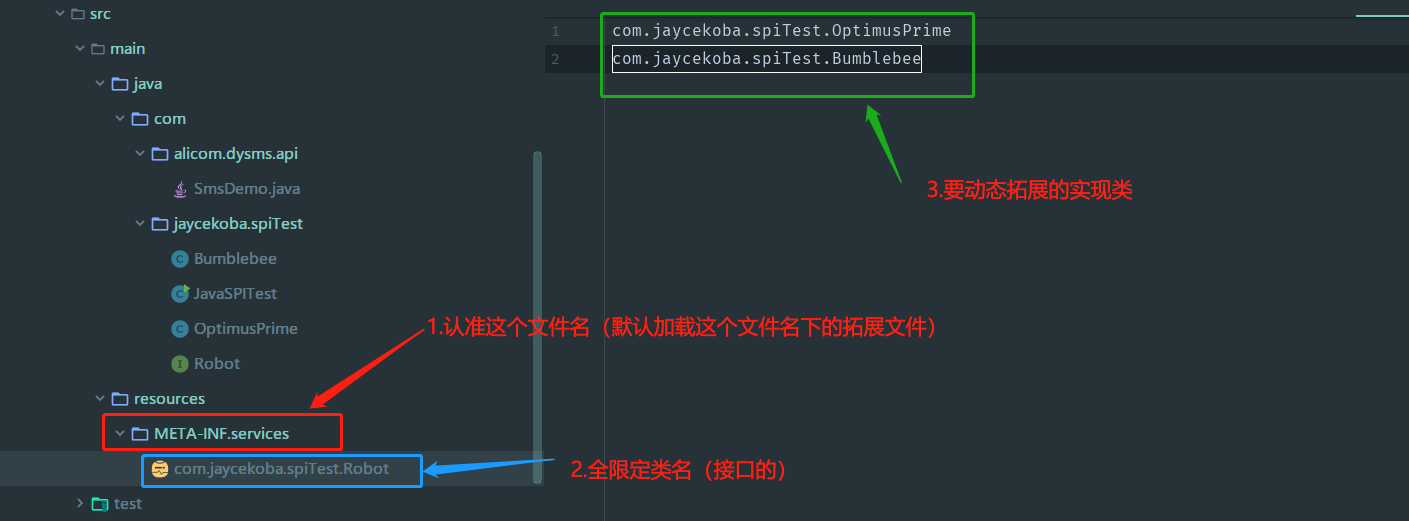 src
main
java
com
alicom.dysms.api
SmsDemo.java
jaycekoba.spiTest
Bumblebee
JavaSPITest
OptimusPrime
Robot
resources
META-INF.services
com.jaycekoba.spiTest.Robot
test
1 com.jaycekoba.spiTest.OptimusPrime
2 com.jaycekoba.spiTest.Bumblebee
3.要动态拓展的实现类
1.认准这个文件名（默认加载这个文件名下的拓展文件）
2.全限定类名（接口的）